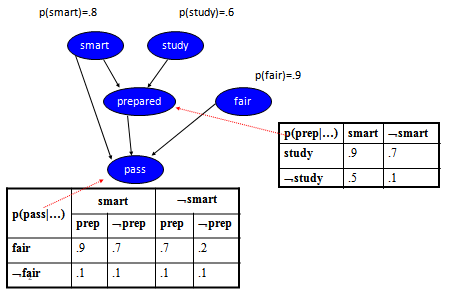 p(smart)=.8 p(study)=.6
smart study
p(fair)=.9
prepared fair
p(prep|...) smart ¬smart
study .9 .7
¬study .5 .1
pass
p(pass|...) smart ¬smart
prep ¬prep prep ¬prep
fair .9 .7 .7 .2
¬fair .1 .1 .1 .1